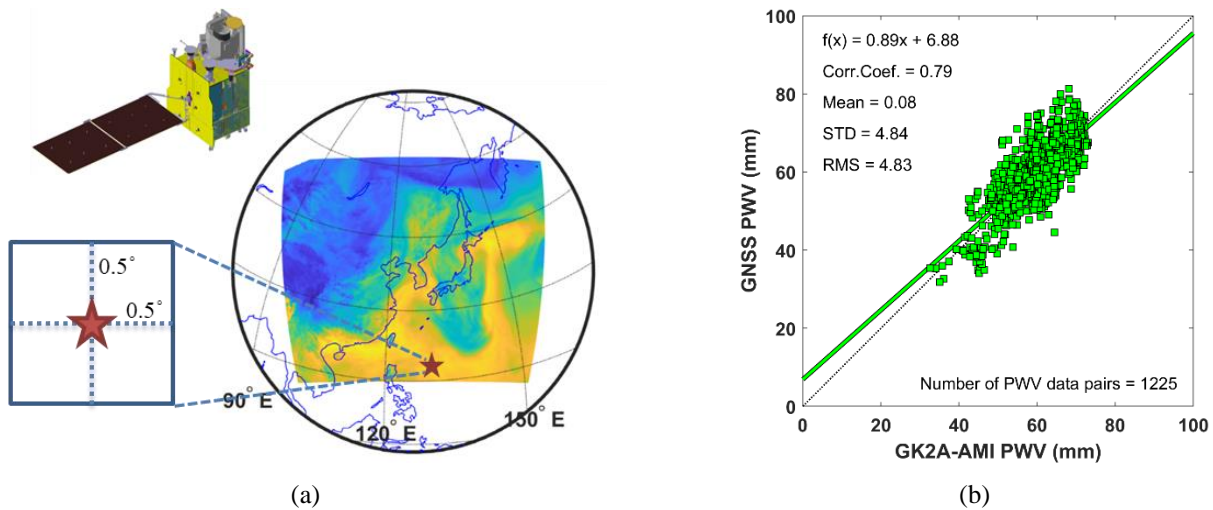 0.5°
0.5°
90° E
120° E
150° E
(a)
f(x) = 0.89x + 6.88
Corr.Coef. = 0.79
Mean = 0.08
STD = 4.84
RMS = 4.83
Number of PWV data pairs = 1225
GNSS PWV (mm)
100
80
60
40
20
0
0 20 40 60 80 100
GK2A-AMI PWV (mm)
(b)